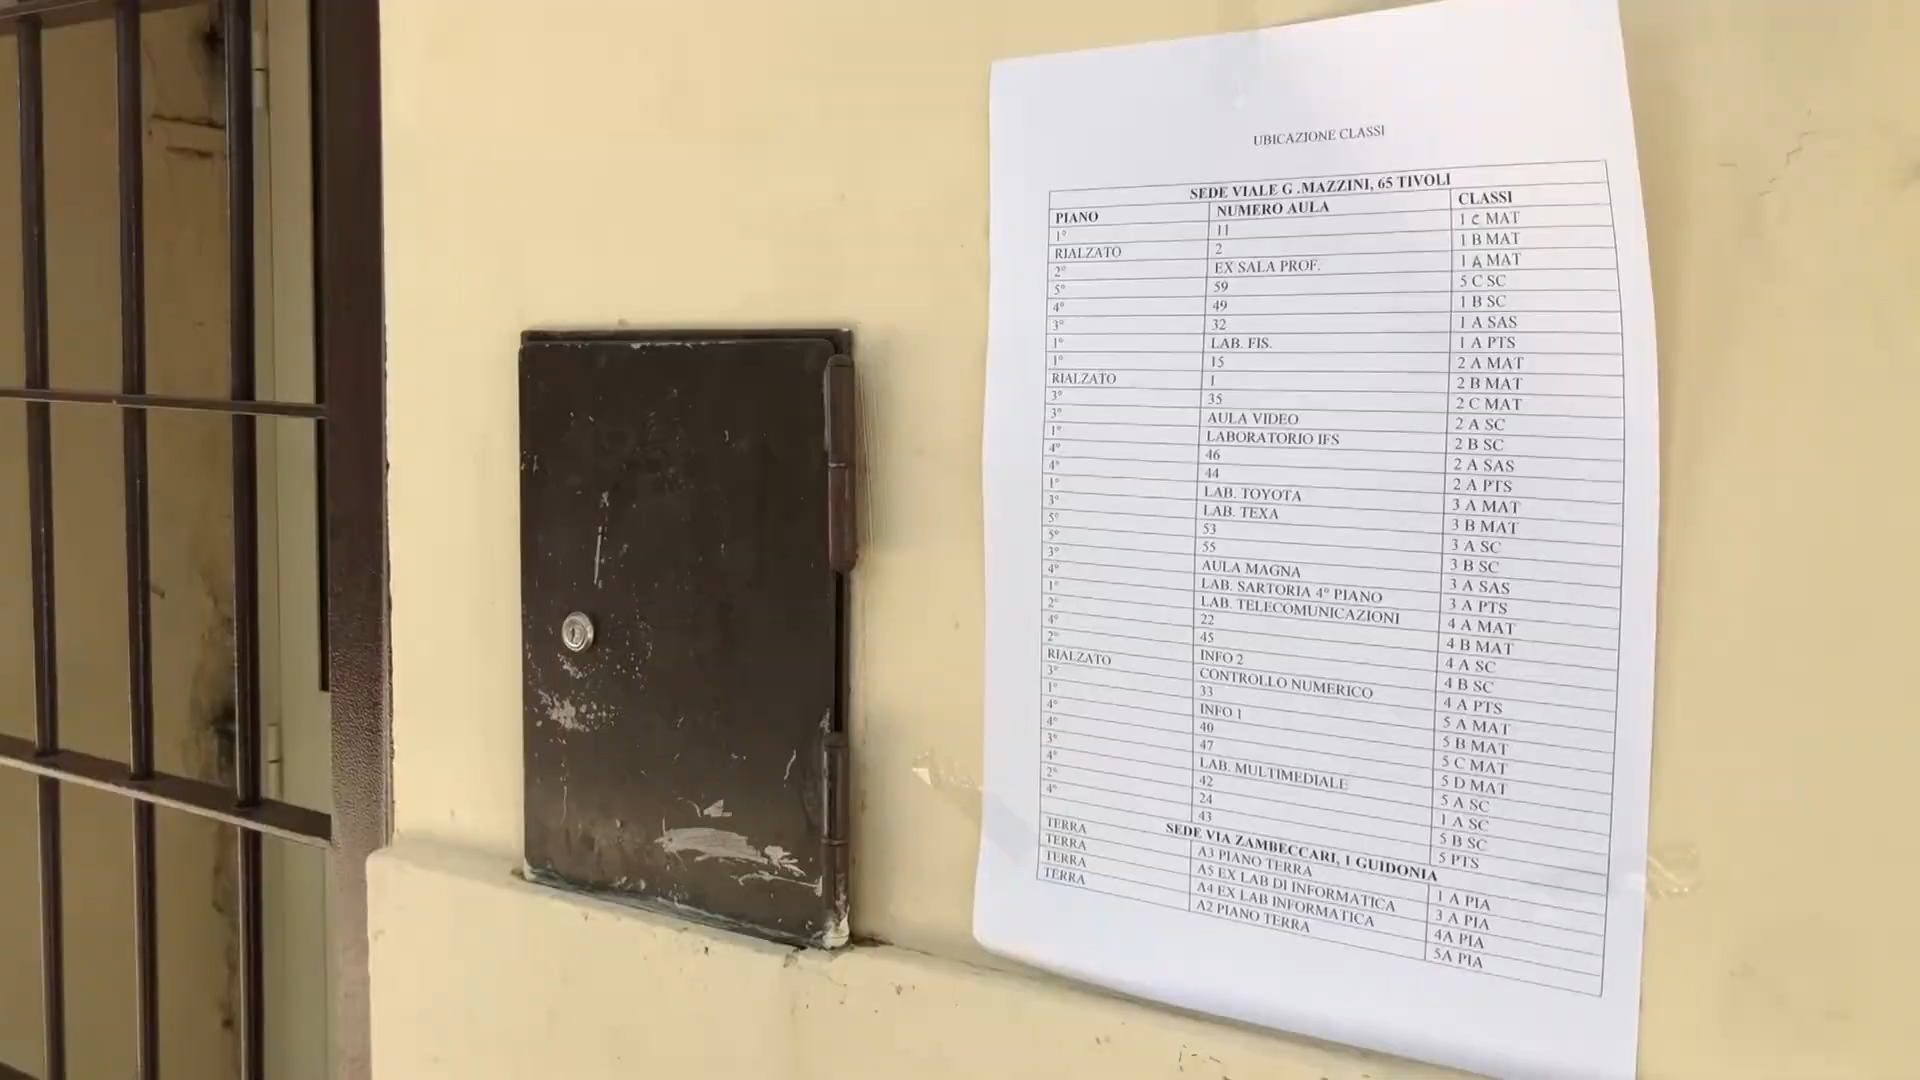 UBICAZIONE CLASSI
SEDE VIALE G .MAZZINI, 65 TIVOLI
PIANO NUMERO AULA CLASSI
1° 11 1 C MAT
RIALZATO 2 1 B MAT
2° EX SALA PROF. 1 A MAT
5° 59 5 C SC
4° 49 1 B SC
3° 32 1 A SAS
1° LAB. FIS. 1 A PTS
1° 15 2 A MAT
RIALZATO 1 2 B MAT
3° 35 2 C MAT
3° AULA VIDEO 2 A SC
1° LABORATORIO IFS 2 B SC
4° 46 2 A SAS
4° 44 2 A PTS
1° LAB. TOYOTA 3 A MAT
3° LAB. TEXA 3 B MAT
5° 53 3 A SC
5° 55 3 B SC
3° AULA MAGNA 3 A SAS
4° LAB. SARTORIA 4° PIANO 3 A PTS
1° LAB. TELECOMUNICAZIONI 4 A MAT
2° 22 4 B MAT
4° 45 4 A SC
2° INFO 2 4 B SC
RIALZATO CONTROLLO NUMERICO 4 A PTS
3° 33 5 A MAT
1° INFO 1 5 B MAT
4° 40 5 C MAT
4° 47 5 D MAT
3° LAB. MULTIMEDIALE 5 A SC
4° 42 1 A SC
2° 24 5 B SC
4° 43 5 PTS
SEDE VIA ZAMBECCARI, 1 GUIDONIA
TERRA A3 PIANO TERRA 1 A PIA
TERRA A5 EX LAB DI INFORMATICA 3 A PIA
TERRA A4 EX LAB INFORMATICA 4A PIA
TERRA A2 PIANO TERRA 5A PIA